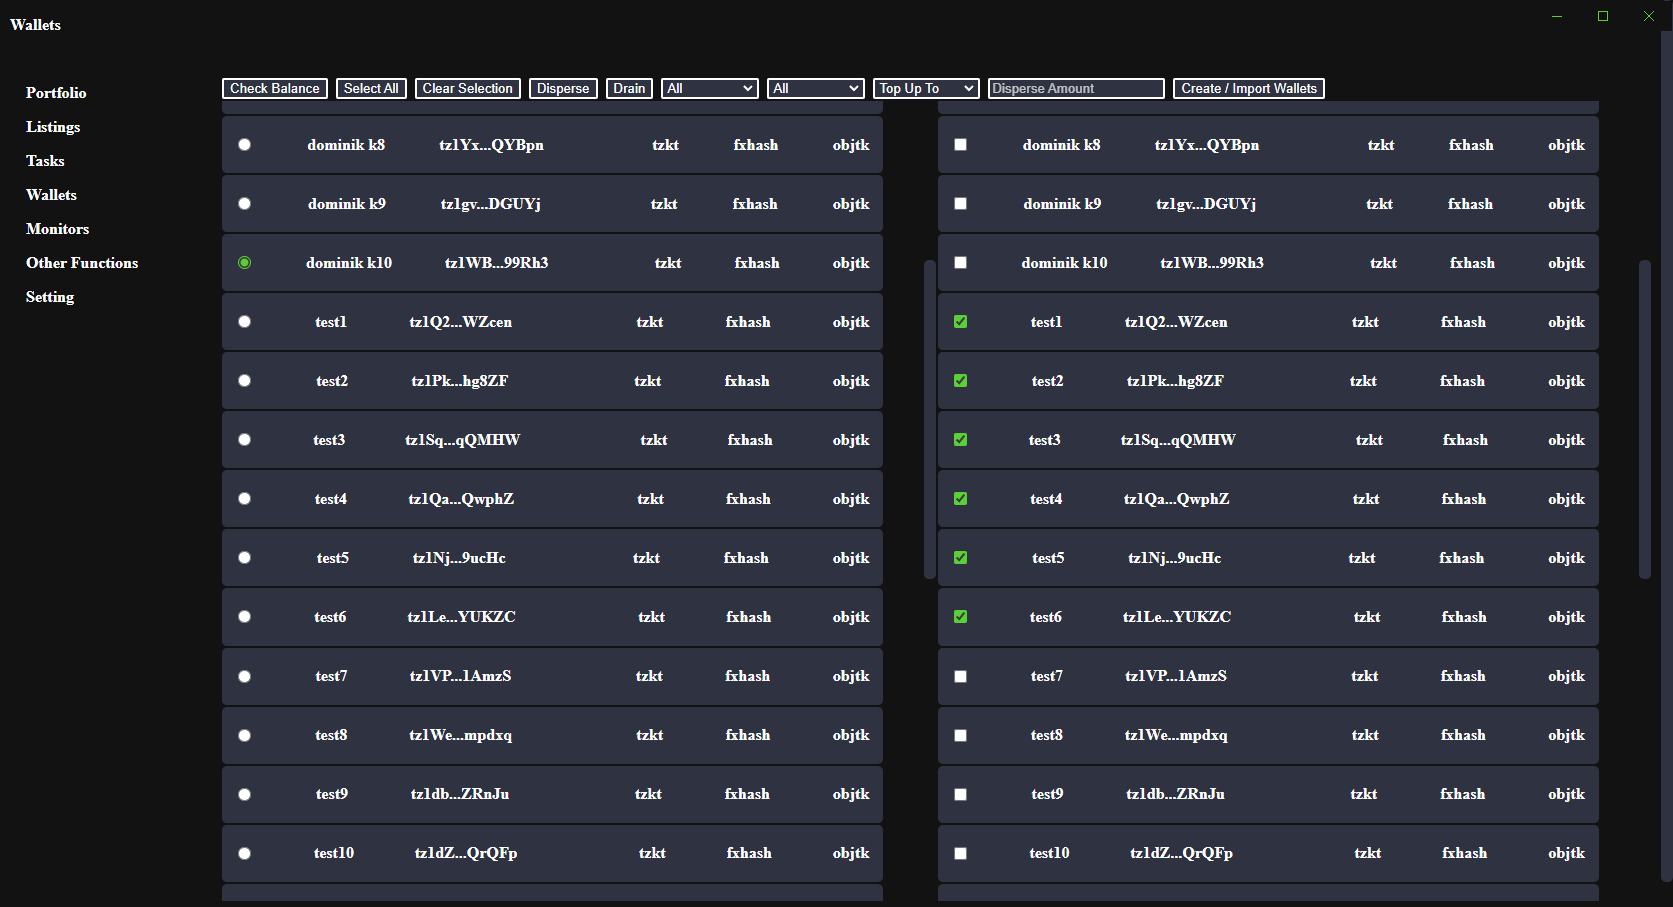 Wallets
Portfolio
Listings
Tasks
Wallets
Monitors
Other Functions
Setting
Check Balance Select All Clear Selection Disperse Drain All All Top Up To Disperse Amount Create / Import Wallets
dominik k8 tz1Yx...QYBpn tzkt fxhash objtk dominik k8 tz1Yx...QYBpn tzkt fxhash objtk
dominik k9 tz1gv...DGUYj tzkt fxhash objtk dominik k9 tz1gv...DGUYj tzkt fxhash objtk
dominik k10 tz1WB...99Rh3 tzkt fxhash objtk dominik k10 tz1WB...99Rh3 tzkt fxhash objtk
test1 tz1Q2...WZcen tzkt fxhash objtk test1 tz1Q2...WZcen tzkt fxhash objtk
test2 tz1Pk...hg8ZF tzkt fxhash objtk test2 tz1Pk...hg8ZF tzkt fxhash objtk
test3 tz1Sq...qQMHW tzkt fxhash objtk test3 tz1Sq...qQMHW tzkt fxhash objtk
test4 tz1Qa...QwphZ tzkt fxhash objtk test4 tz1Qa...QwphZ tzkt fxhash objtk
test5 tz1Nj...9ucHc tzkt fxhash objtk test5 tz1Nj...9ucHc tzkt fxhash objtk
test6 tz1Le...YUKZC tzkt fxhash objtk test6 tz1Le...YUKZC tzkt fxhash objtk
test7 tz1VP...1AmzS tzkt fxhash objtk test7 tz1VP...1AmzS tzkt fxhash objtk
test8 tz1We...mpdxq tzkt fxhash objtk test8 tz1We...mpdxq tzkt fxhash objtk
test9 tz1db...ZRnJu tzkt fxhash objtk test9 tz1db...ZRnJu tzkt fxhash objtk
test10 tz1dZ...QrQFp tzkt fxhash objtk test10 tz1dZ...QrQFp tzkt fxhash objtk